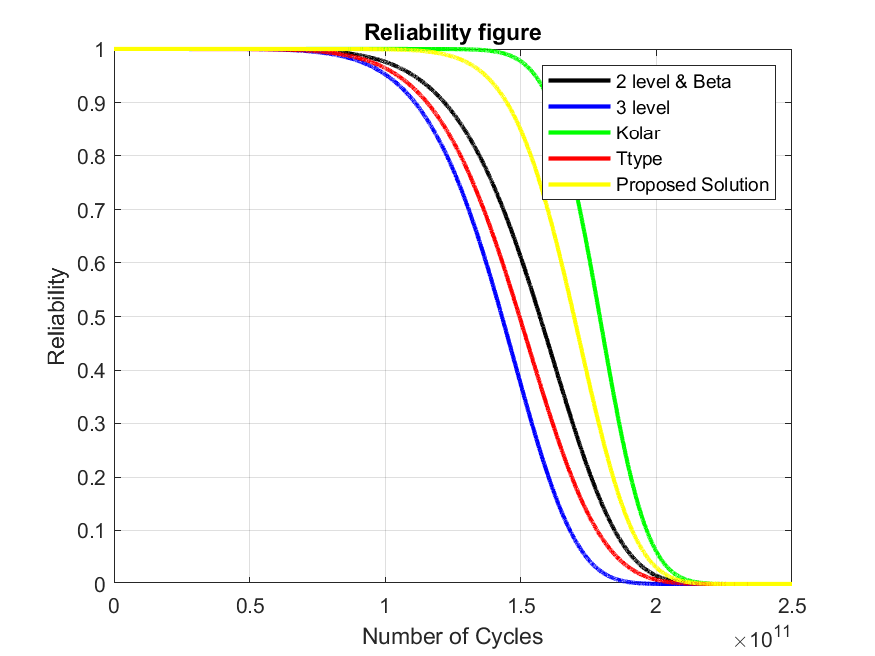 Reliability figure
1
0.9
0.8
0.7
0.6
0.5
0.4
0.3
0.2
0.1
0
Reliability
2 level & Beta
3 level
Kolar
Ttype
Proposed Solution
0
0.5
1
1.5
2
2.5
Number of Cycles
×10^11